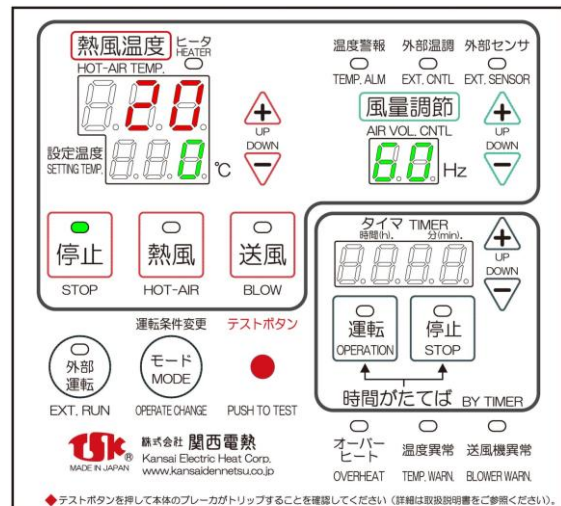 熱風温度 ヒータ
HEATER
HOT-AIR TEMP.
20
設定温度
SETTING TEMP.
0 ℃
+
UP
DOWN
−
温度警報 外部温調 外部センサ
TEMP. ALM EXT. CNTL EXT. SENSOR
風量調節
AIR VOL. CNTL
60 Hz
+
UP
DOWN
−
停止 熱風 送風
STOP HOT-AIR BLOW
タイマ TIMER
時間(h). 分(min).
+
UP
DOWN
−
運転 停止
OPERATION STOP
時間がたてば BY TIMER
運転条件変更 テストボタン
外部
運転
モード
MODE
EXT. RUN OPERATE CHANGE PUSH TO TEST
オーバー
ヒート 温度異常 送風機異常
OVERHEAT TEMP. WARN. BLOWER WARN.
TSK®
MADE IN JAPAN
株式会社 関西電熱
Kansai Electric Heat Corp.
www.kansaidennetsu.co.jp
◆テストボタンを押して本体のブレーカがトリップすることを確認してください（詳細は取扱説明書をご参照ください）。